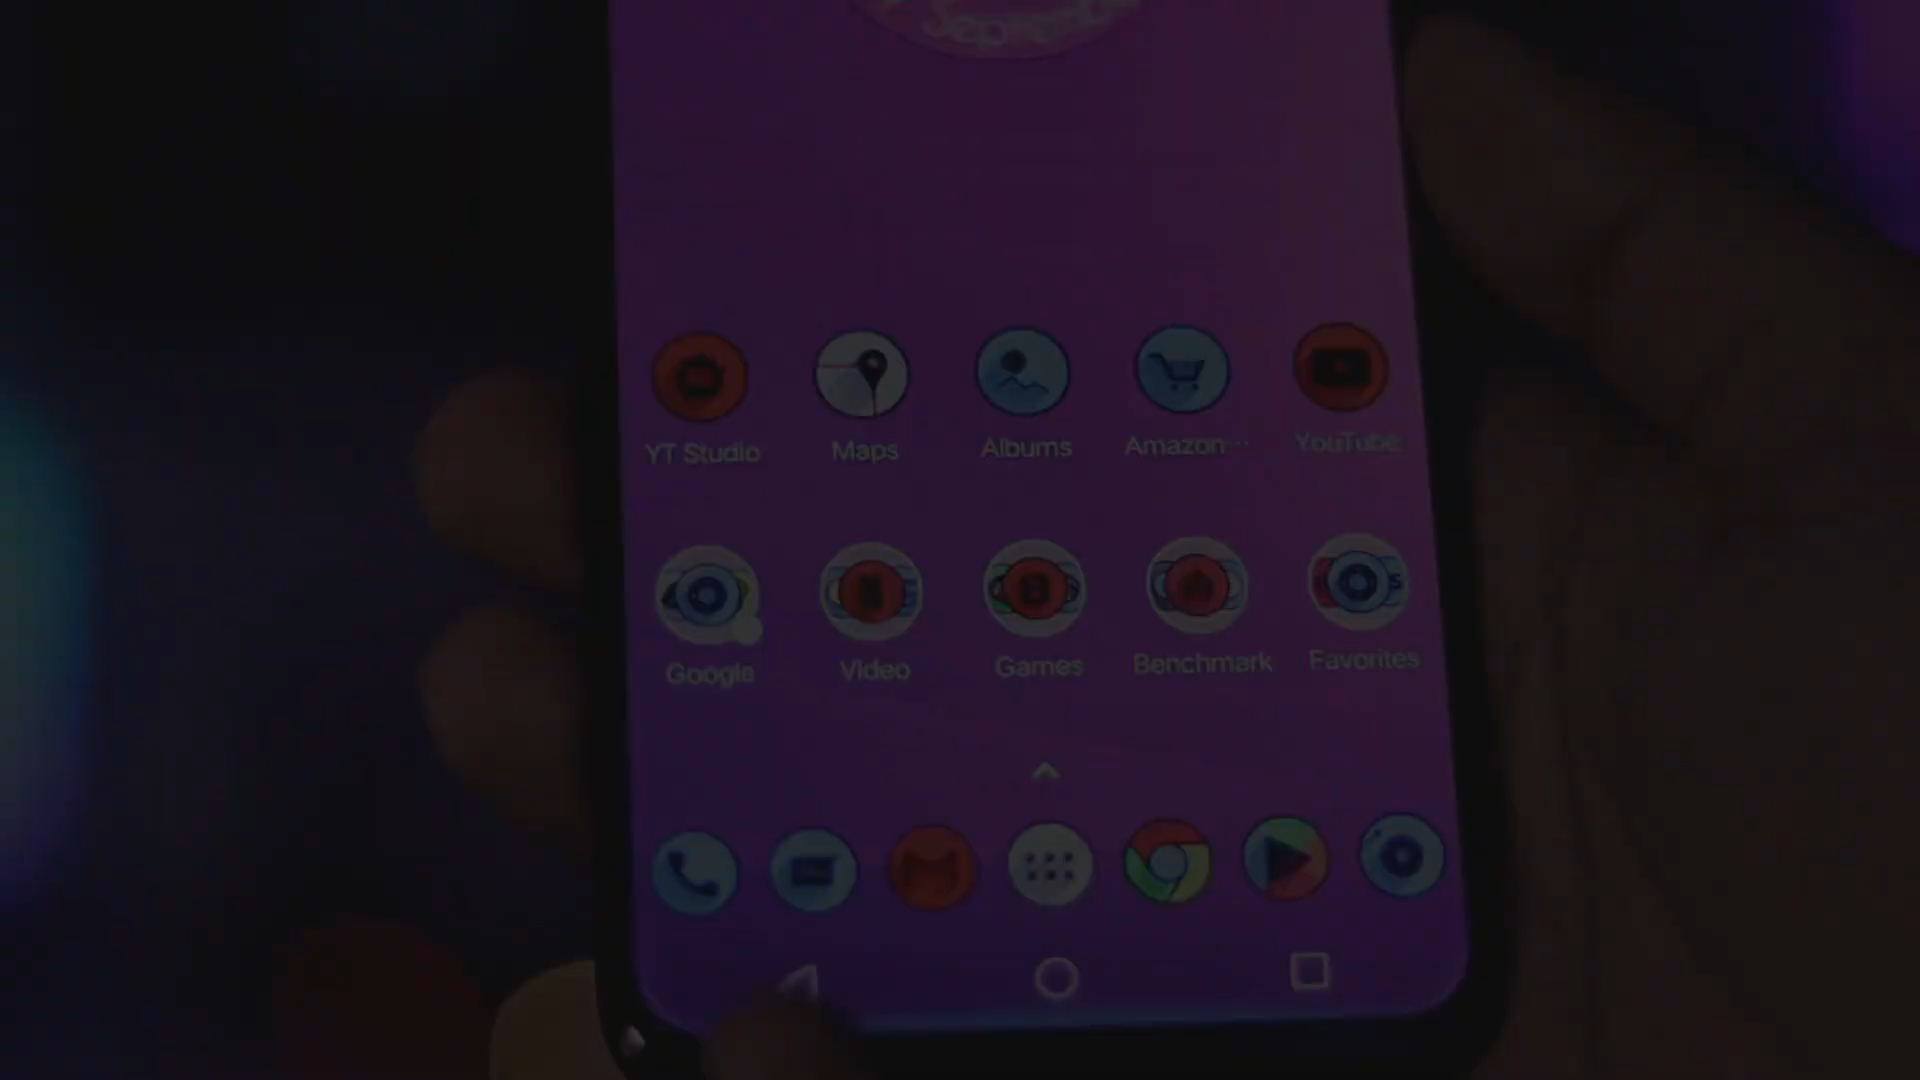 YT Studio
Maps
Albums
Amazon...
YouTube
Google
Video
Games
Benchmark
Favorites